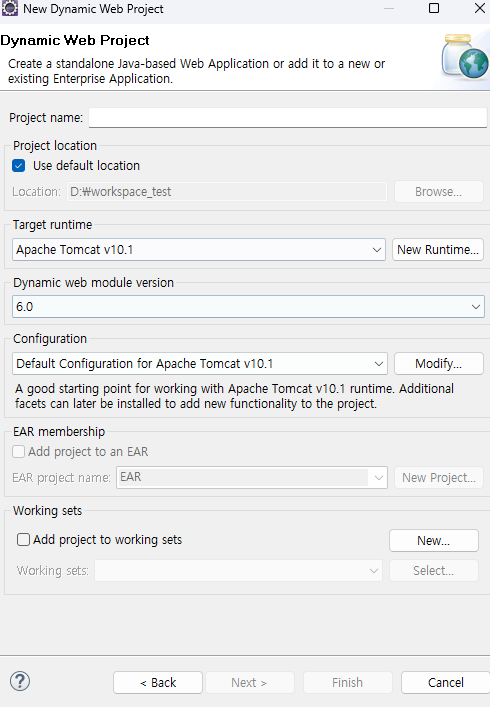 New Dynamic Web Project
Dynamic Web Project
Create a standalone Java-based Web Application or add it to a new or
existing Enterprise Application.
Project name:
Project location
Use default location
Location: D:₩workspace_test Browse...
Target runtime
Apache Tomcat v10.1 New Runtime...
Dynamic web module version
6.0
Configuration
Default Configuration for Apache Tomcat v10.1 Modify...
A good starting point for working with Apache Tomcat v10.1 runtime. Additional
facets can later be installed to add new functionality to the project.
EAR membership
Add project to an EAR
EAR project name: EAR New Project...
Working sets
Add project to working sets New...
Working sets: Select...
? < Back Next > Finish Cancel